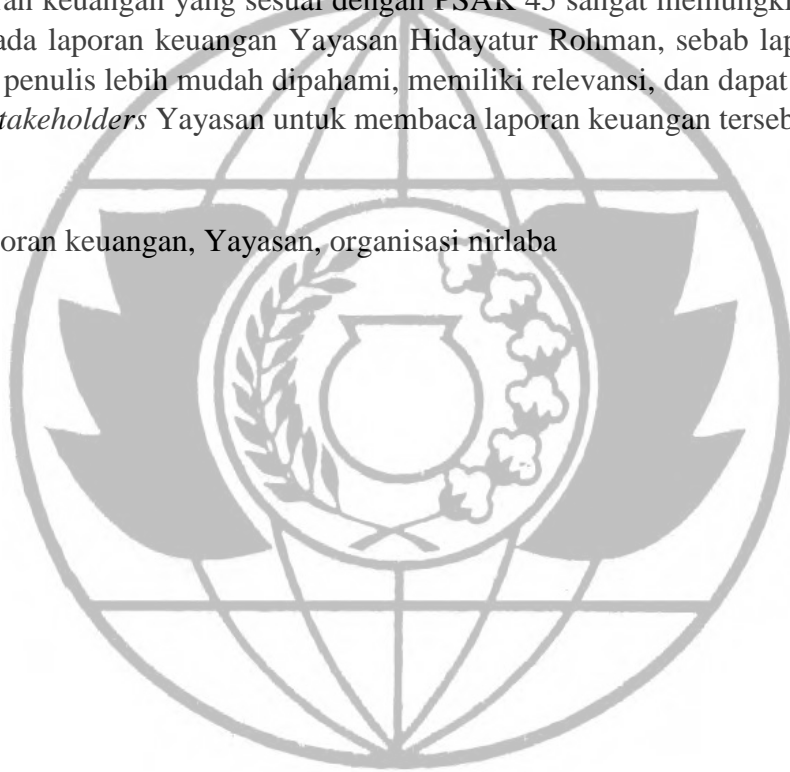 ran keuangan yang sesuai dengan PSAK 45 sangat memungki
ada laporan keuangan Yayasan Hidayatur Rohman, sebab lap
penulis lebih mudah dipahami, memiliki relevansi, dan dapat
takeholders Yayasan untuk membaca laporan keuangan terseb
oran keuangan, Yayasan, organisasi nirlaba